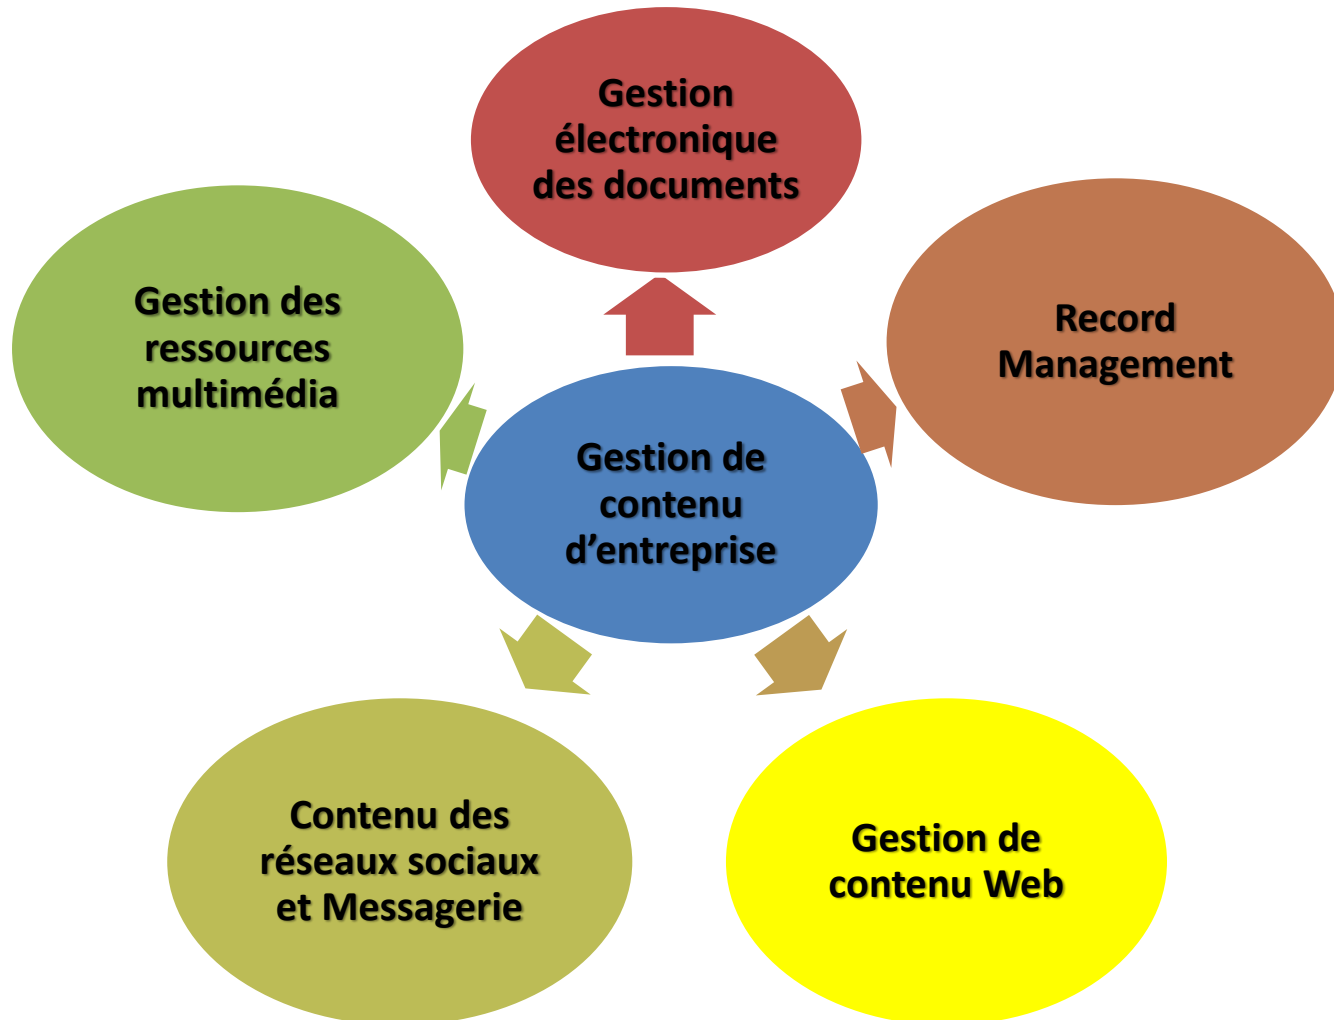 Gestion
électronique
des documents
Gestion des
ressources
multimédia
Record
Management
Gestion de
contenu
d’entreprise
Contenu des
réseaux sociaux
et Messagerie
Gestion de
contenu Web